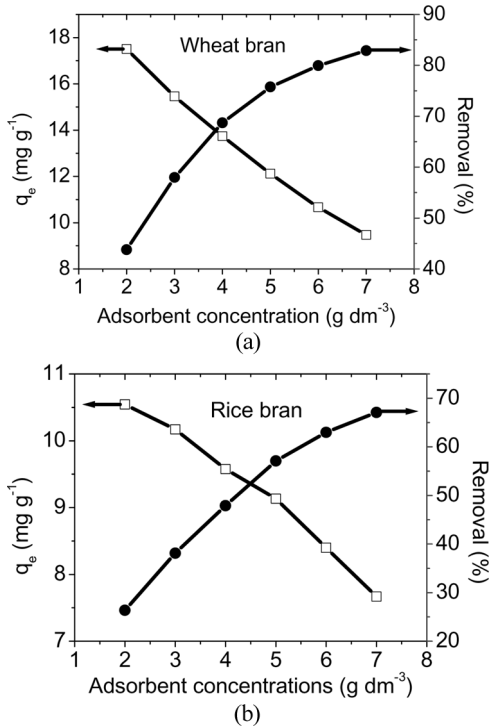 Wheat bran
18
16
14
12
10
8
qₑ (mg g⁻¹)
90
80
70
60
50
40
Removal (%)
1 2 3 4 5 6 7 8
Adsorbent concentration (g dm⁻³)
(a)
Rice bran
11
10
9
8
7
qₑ (mg g⁻¹)
70
60
50
40
30
20
Removal (%)
1 2 3 4 5 6 7 8
Adsorbent concentrations (g dm⁻³)
(b)